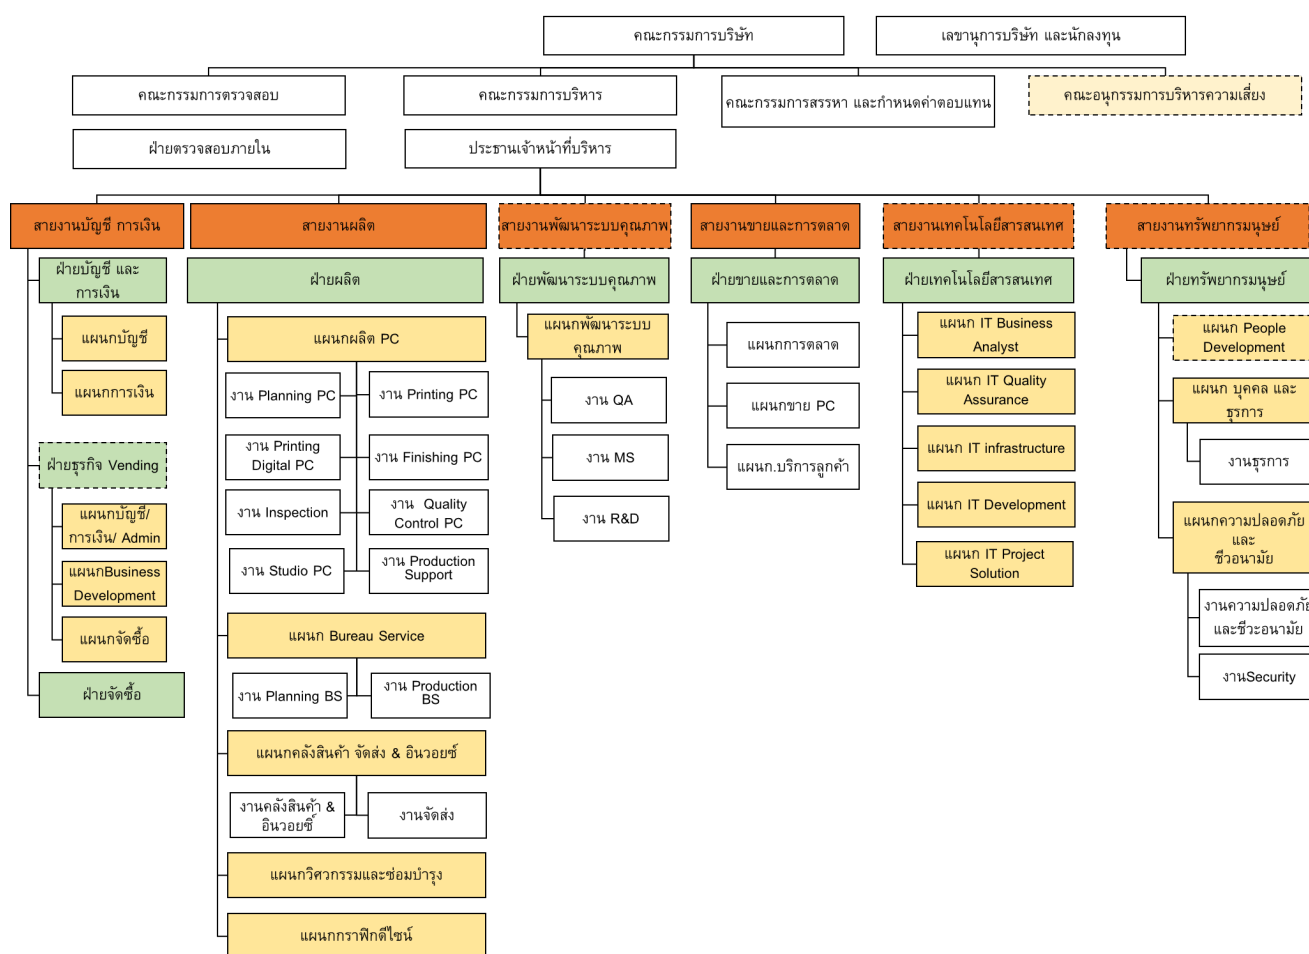 คณะกรรมการบริษัท
เลขานุการบริษัท และนักลงทุน
คณะกรรมการตรวจสอบ
คณะกรรมการบริหาร
คณะกรรมการสรรหา และกำหนดค่าตอบแทน
คณะอนุกรรมการบริหารความเสี่ยง
ฝ่ายตรวจสอบภายใน
ประธานเจ้าหน้าที่บริหาร
สายงานบัญชี การเงิน
ฝ่ายบัญชี และ
การเงิน
แผนกบัญชี
แผนกการเงิน
ฝ่ายธุรกิจ Vending
แผนกบัญชี/
การเงิน/ Admin
แผนกBusiness
Development
แผนกจัดซื้อ
ฝ่ายจัดซื้อ
สายงานผลิต
ฝ่ายผลิต
แผนกผลิต PC
งาน Planning PC
งาน Printing PC
งาน Printing
Digital PC
งาน Finishing PC
งาน Inspection
งาน Quality
Control PC
งาน Studio PC
งาน Production
Support
แผนก Bureau Service
งาน Planning BS
งาน Production
BS
แผนกคลังสินค้า จัดส่ง & อินวอยซ์
งานคลังสินค้า &
อินวอยซิ์
งานจัดส่ง
แผนกวิศวกรรมและซ่อมบำรุง
แผนกกราฟิกดีไซน์
สายงานพัฒนาระบบคุณภาพ
ฝ่ายพัฒนาระบบคุณภาพ
แผนกพัฒนาระบบ
คุณภาพ
งาน QA
งาน MS
งาน R&D
สายงานขายและการตลาด
ฝ่ายขายและการตลาด
แผนกการตลาด
แผนกขาย PC
แผนก.บริการลูกค้า
สายงานเทคโนโลยีสารสนเทศ
ฝ่ายเทคโนโลยีสารสนเทศ
แผนก IT Business
Analyst
แผนก IT Quality
Assurance
แผนก IT infrastructure
แผนก IT Development
แผนก IT Project
Solution
สายงานทรัพยากรมนุษย์
ฝ่ายทรัพยากรมนุษย์
แผนก People
Development
แผนก บุคคล และ
ธุรการ
งานธุรการ
แผนกความปลอดภัย
และ
ชีวอนามัย
งานความปลอดภัย
และชีวะอนามัย
งานSecurity